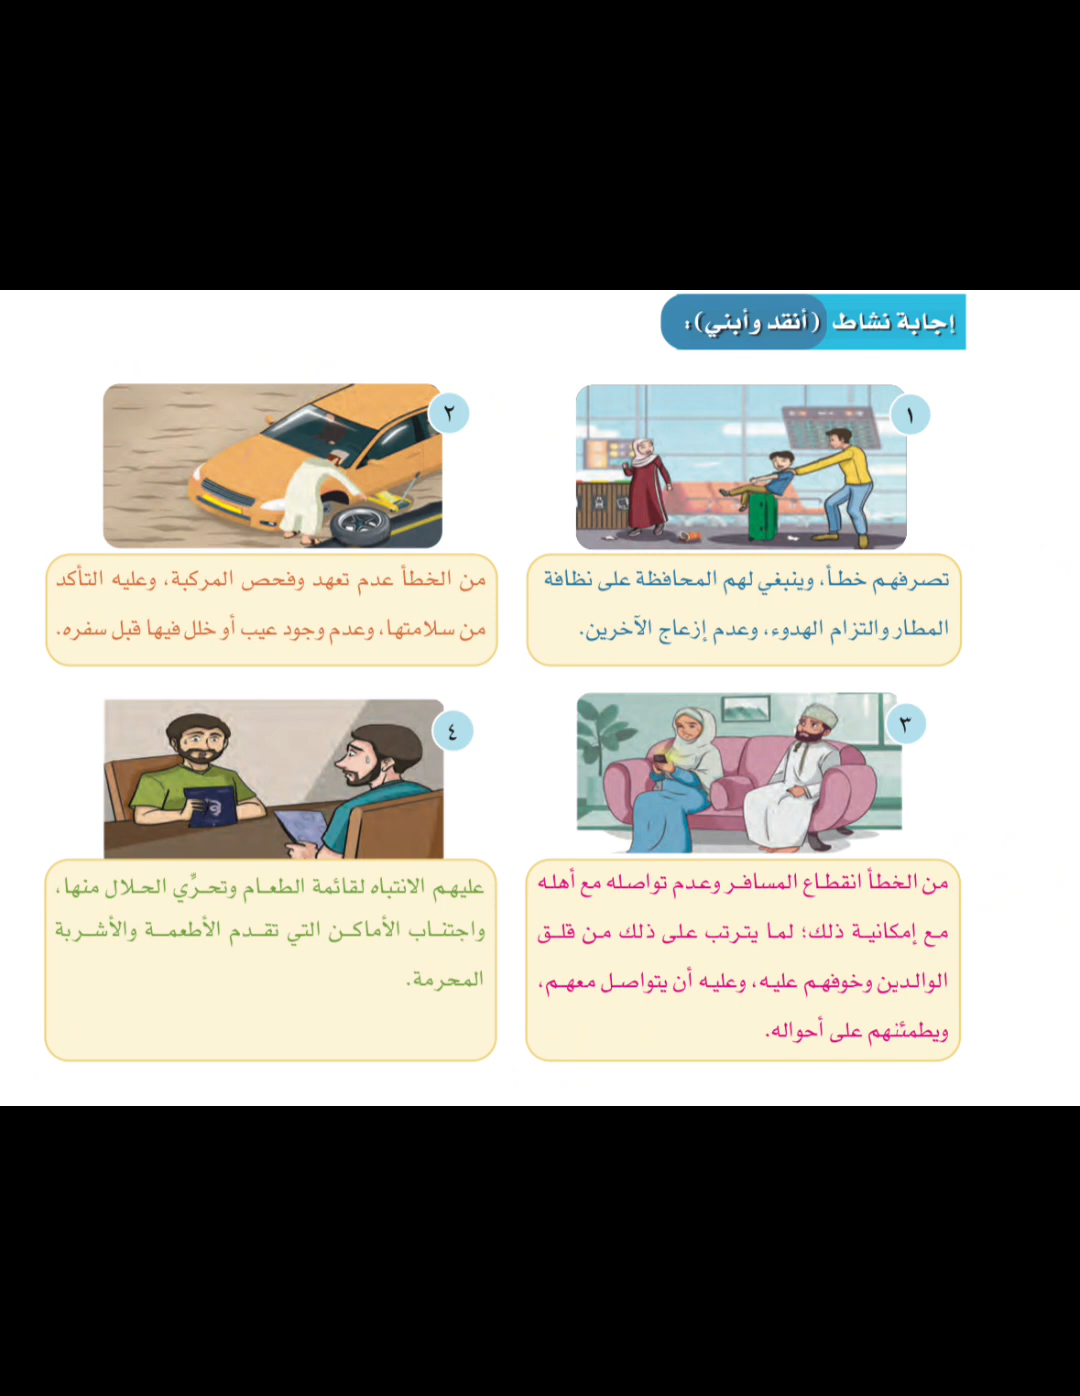 إجابة نشاط (أنقد وأبني):
١
تصرفهم خطأ، وينبغي لهم المحافظة على نظافة
المطار والتزام الهدوء، وعدم إزعاج الآخرين.
٢
من الخطأ عدم تعهد وفحص المركبة، وعليه التأكد
من سلامتها، وعدم وجود عيب أو خلل فيها قبل سفره.
٣
من الخطأ انقطاع المسافر وعدم تواصله مع أهله
مع إمكانية ذلك؛ لما يترتب على ذلك من قلق
الوالدين وخوفهم عليه، وعليه أن يتواصل معهم،
ويطمئنهم على أحواله.
٤
عليهم الانتباه لقائمة الطعام وتحرِّي الحلال منها،
واجتناب الأماكن التي تقدم الأطعمة والأشربة
المحرمة.